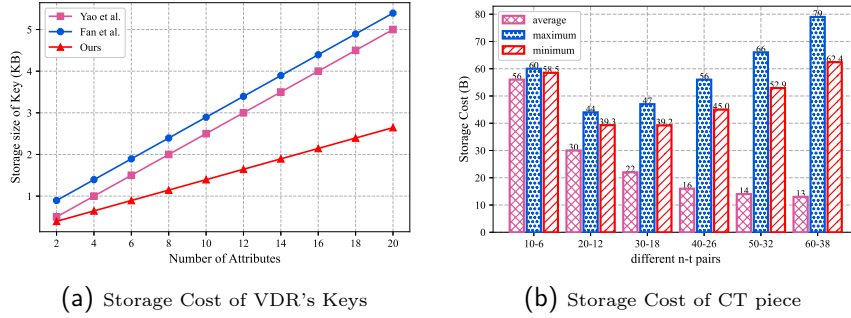 Yao et al.
Fan et al.
Ours
Storage size of Key (KB)
5
4
3
2
1
2 4 6 8 10 12 14 16 18 20
Number of Attributes
(a) Storage Cost of VDR's Keys
average
maximum
minimum
Storage Cost (B)
80
70
60
50
40
30
20
10
0
56 60 58.5
30 44 39.3
22 47 39.2
16 56 45.0
14 66 52.9
13 79 62.4
10-6 20-12 30-18 40-26 50-32 60-38
different n-t pairs
(b) Storage Cost of CT piece